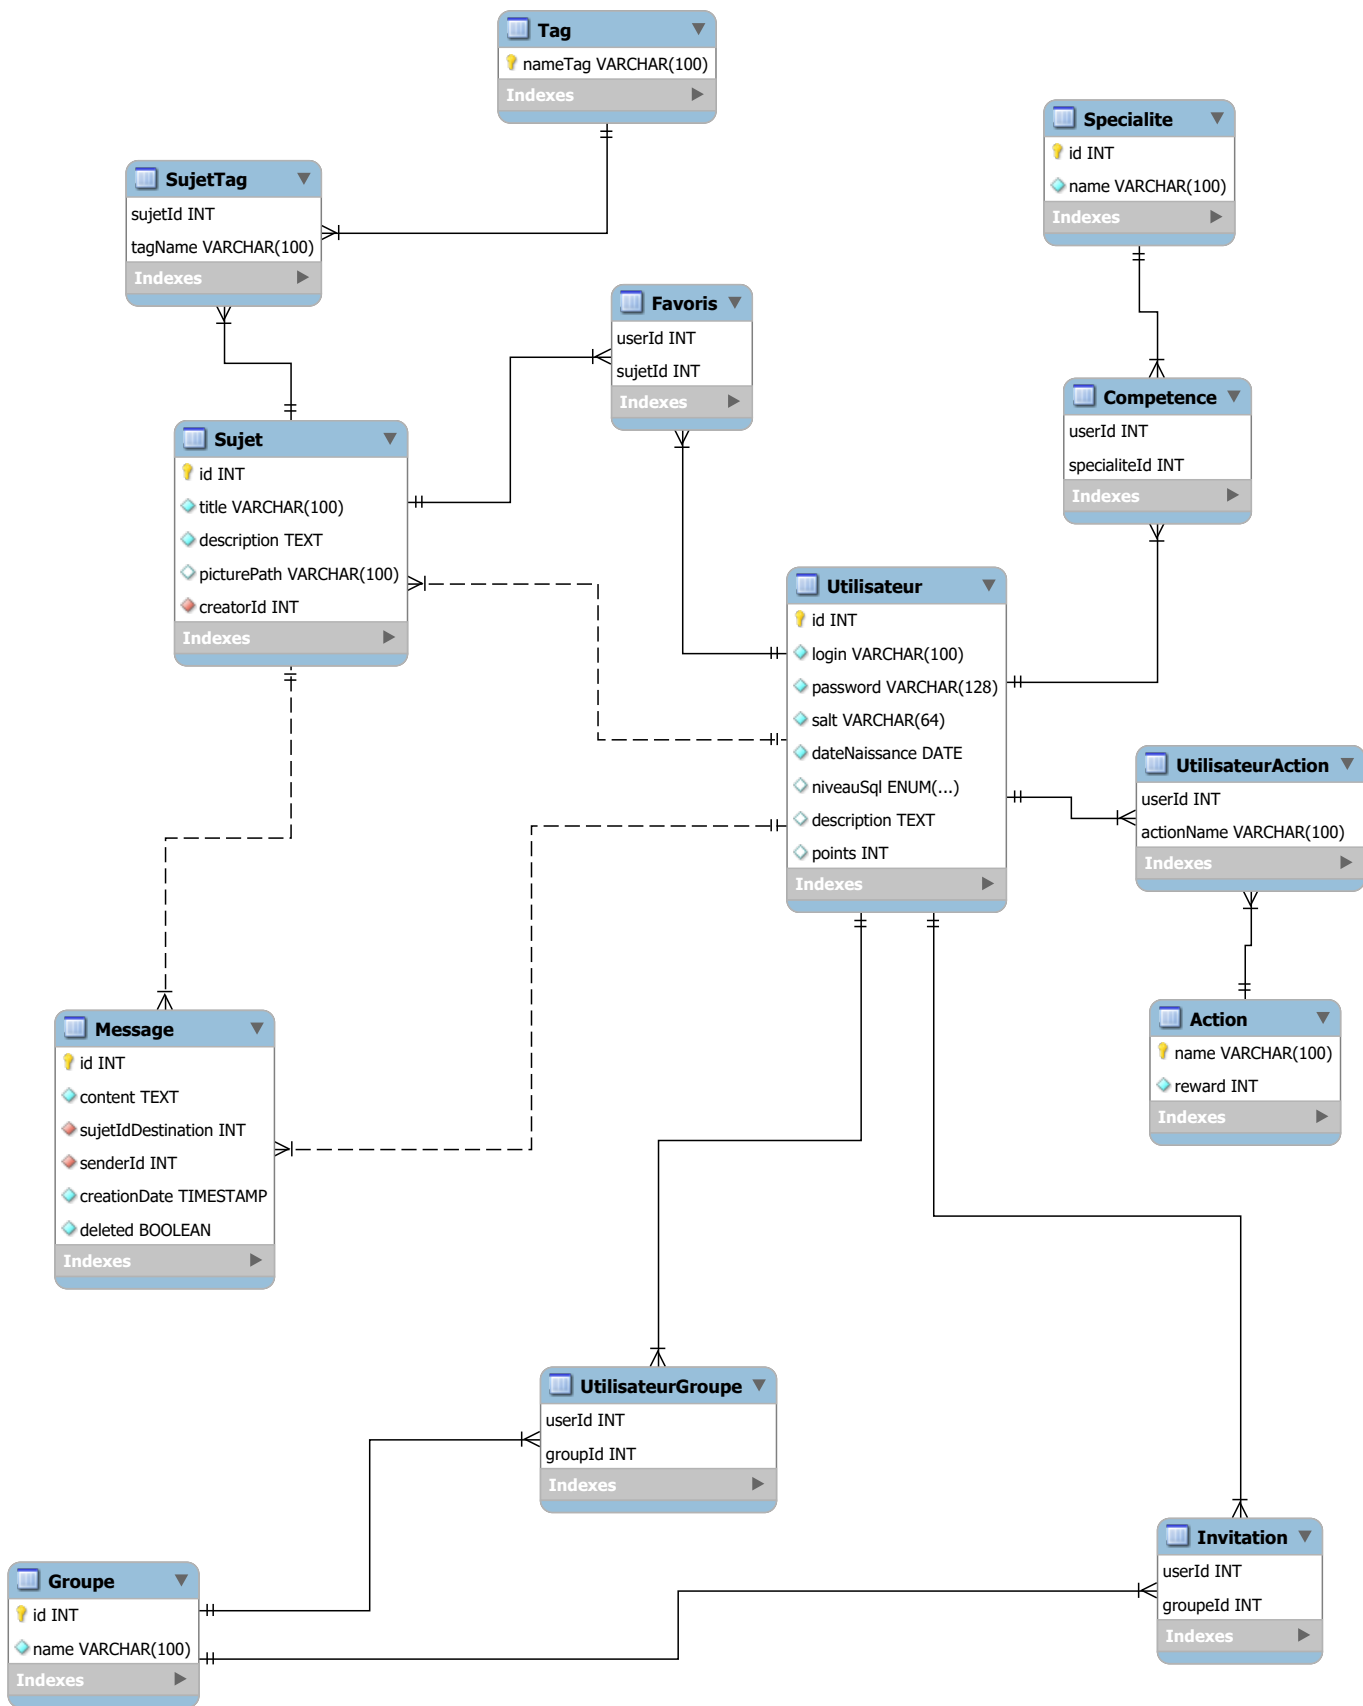 Tag
nameTag VARCHAR(100)
Indexes
Specialite
id INT
name VARCHAR(100)
Indexes
SujetTag
sujetId INT
tagName VARCHAR(100)
Indexes
Favoris
userId INT
sujetId INT
Indexes
Competence
userId INT
specialiteId INT
Indexes
Sujet
id INT
title VARCHAR(100)
description TEXT
picturePath VARCHAR(100)
creatorId INT
Indexes
Utilisateur
id INT
login VARCHAR(100)
password VARCHAR(128)
salt VARCHAR(64)
dateNaissance DATE
niveauSql ENUM(...)
description TEXT
points INT
Indexes
UtilisateurAction
userId INT
actionName VARCHAR(100)
Indexes
Action
name VARCHAR(100)
reward INT
Indexes
Message
id INT
content TEXT
sujetIdDestination INT
senderId INT
creationDate TIMESTAMP
deleted BOOLEAN
Indexes
UtilisateurGroupe
userId INT
groupId INT
Indexes
Invitation
userId INT
groupeId INT
Indexes
Groupe
id INT
name VARCHAR(100)
Indexes